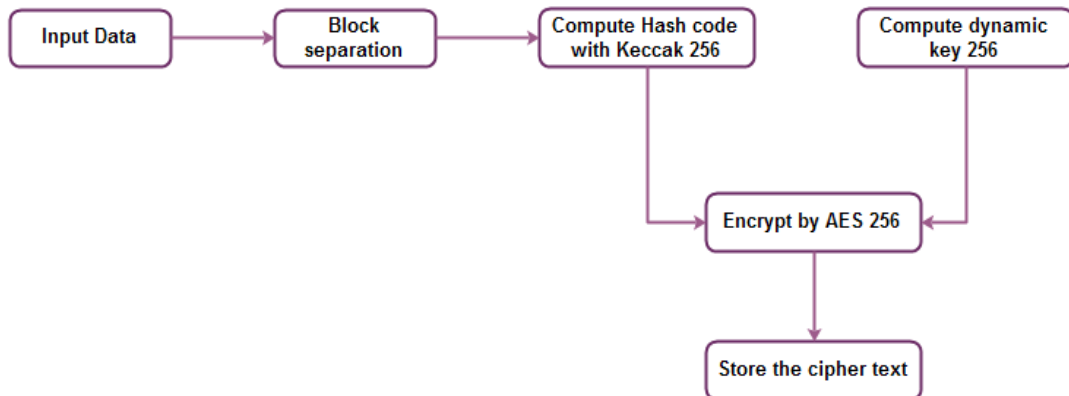 Input Data
Block
separation
Compute Hash code
with Keccak 256
Compute dynamic
key 256
Encrypt by AES 256
Store the cipher text